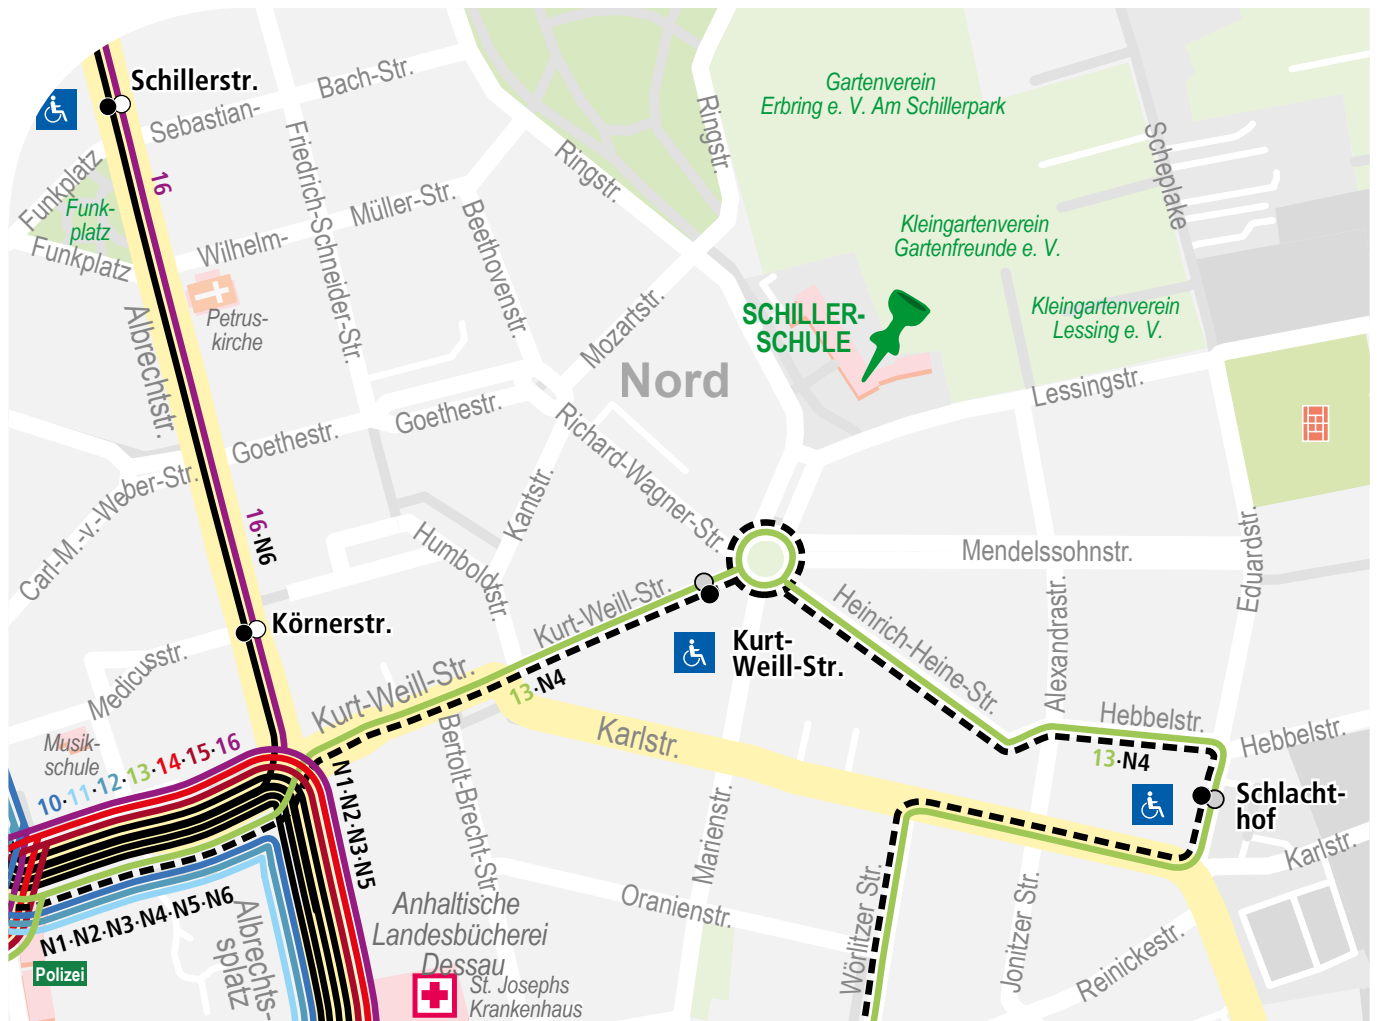 Schillerstr.
Bach-Str.
Sebastian-
Funkplatz
Funk-
platz
Funkplatz
16
Friedrich-Schneider-Str.
Müller-Str.
Wilhelm-
Beethovenstr.
Ringstr.
Ringstr.
Gartenverein
Erbring e. V. Am Schillerpark
Scheplake
Kleingartenverein
Gartenfreunde e. V.
Kleingartenverein
Lessing e. V.
SCHILLER-
SCHULE
Petrus-
kirche
Albrechtstr.
Mozartstr.
Nord
Lessingstr.
Goethestr.
Goethestr.
Richard-Wagner-Str.
Carl-M.-v.-Weber-Str.
Kantstr.
Humboldtstr.
16·N6
Mendelssohnstr.
Eduardstr.
Körnerstr.
Kurt-Weill-Str.
Kurt-
Weill-Str.
Heinrich-Heine-Str.
Alexandrastr.
Medicusstr.
Kurt-Weill-Str.
13·N4
Karlstr.
Hebbelstr.
Hebbelstr.
13·N4
Musik-
schule
10·11·12·13·14·15·16
N1·N2·N3·N5
Bertolt-Brecht-Str.
Marienstr.
Schlacht-
hof
Karlstr.
Oranienstr.
Wörlitzer Str.
Jonitzer Str.
Reinickestr.
N1·N2·N3·N4·N5·N6
Albrechts-
platz
Anhaltische
Landesbücherei
Dessau
St. Josephs
Krankenhaus
Polizei